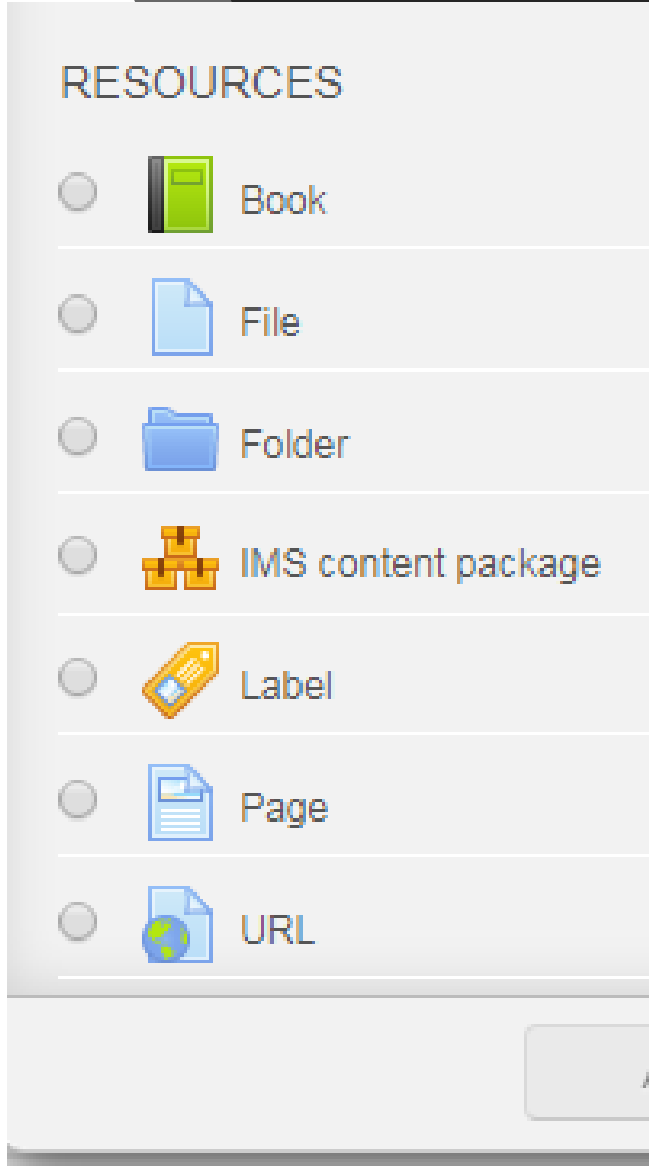 RESOURCES
Book
File
Folder
IMS content package
Label
Page
URL